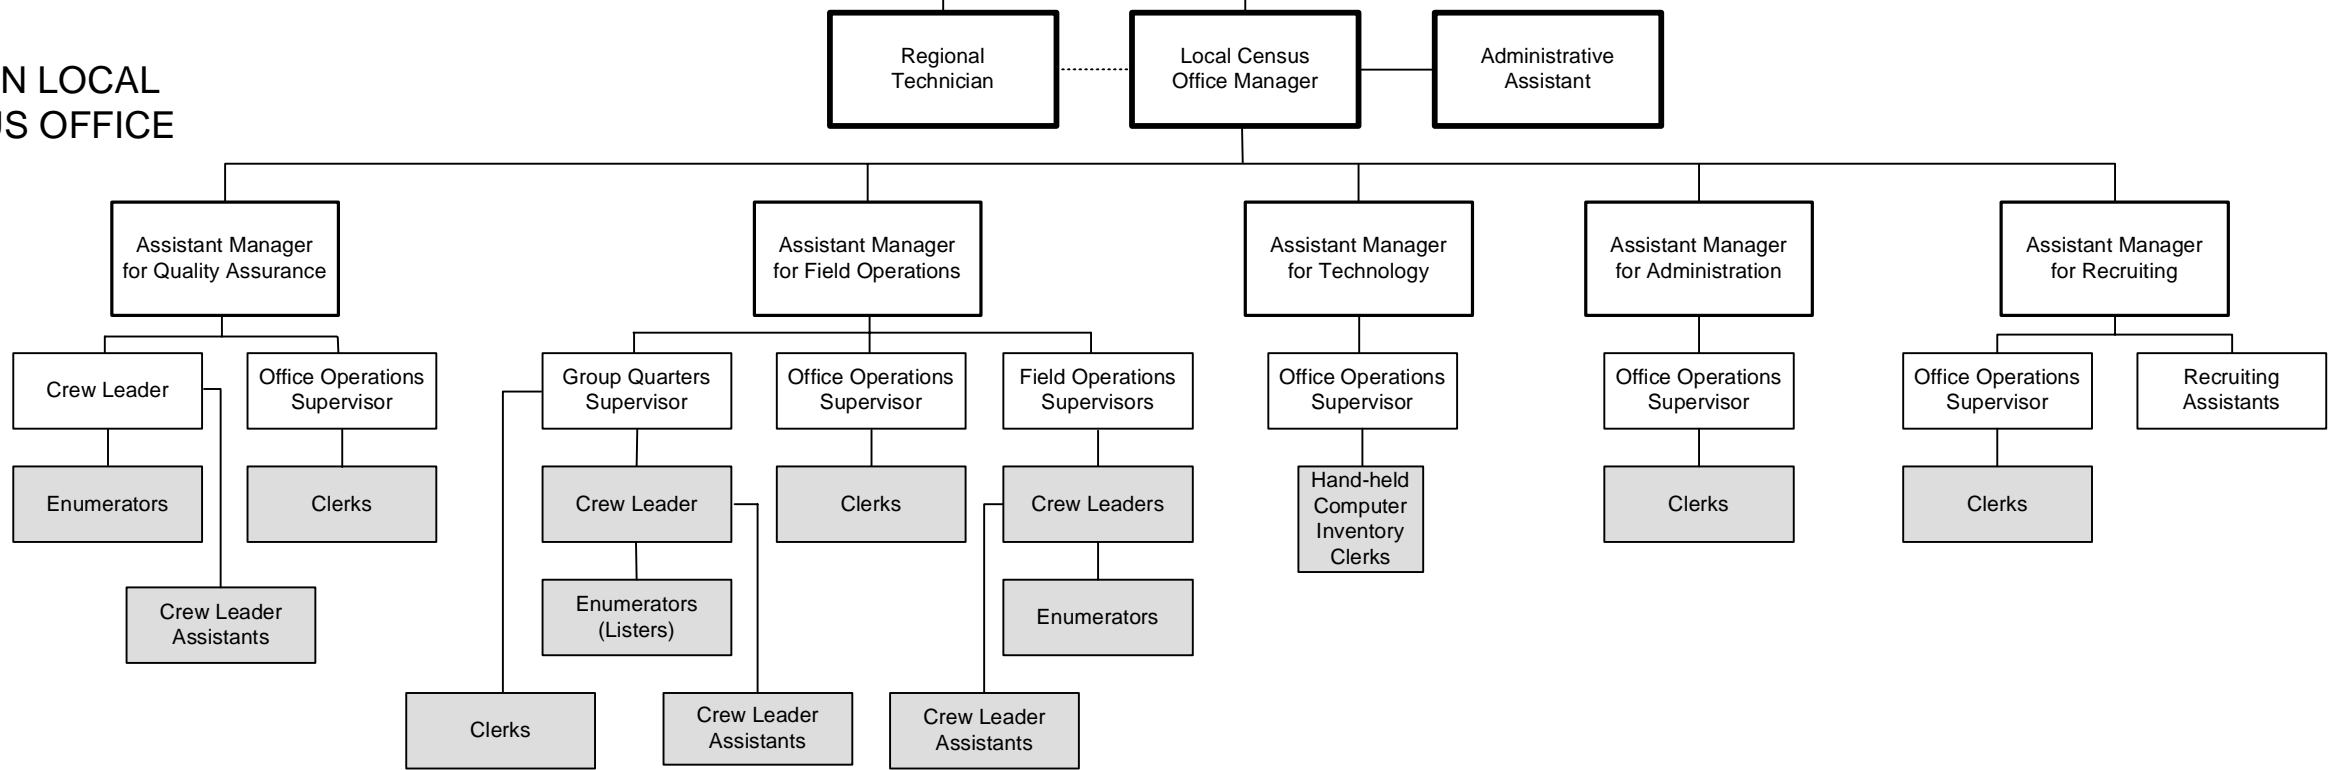 Regional
Technician
Local Census
Office Manager
Administrative
Assistant
N LOCAL
US OFFICE
Assistant Manager
for Quality Assurance
Assistant Manager
for Field Operations
Assistant Manager
for Technology
Assistant Manager
for Administration
Assistant Manager
for Recruiting
Crew Leader
Office Operations
Supervisor
Group Quarters
Supervisor
Office Operations
Supervisor
Field Operations
Supervisors
Office Operations
Supervisor
Office Operations
Supervisor
Office Operations
Supervisor
Recruiting
Assistants
Enumerators
Clerks
Crew Leader
Clerks
Crew Leaders
Hand-held
Computer
Inventory
Clerks
Clerks
Clerks
Crew Leader
Assistants
Enumerators
(Listers)
Enumerators
Clerks
Crew Leader
Assistants
Crew Leader
Assistants